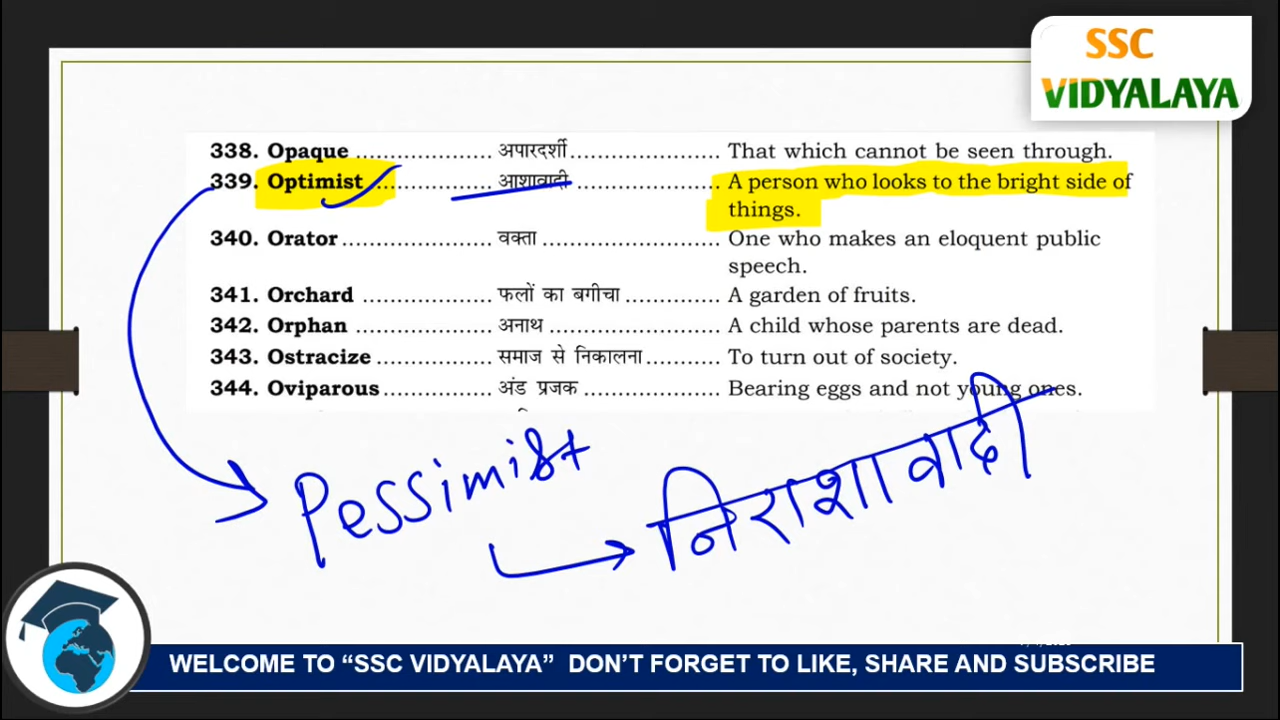 SSC
VIDYALAYA
338. Opaque .................... अपारदर्शी ...................... That which cannot be seen through.
339. Optimist .................. आशावादी ..................... A person who looks to the bright side of
things.
340. Orator ...................... वक्ता .......................... One who makes an eloquent public
speech.
341. Orchard ................... फलों का बगीचा .............. A garden of fruits.
342. Orphan .................... अनाथ ......................... A child whose parents are dead.
343. Ostracize ................. समाज से निकालना ........... To turn out of society.
344. Oviparous ................ अंड प्रजक .................... Bearing eggs and not young ones.
Pessimist
निराशावादी
WELCOME TO “SSC VIDYALAYA” DON’T FORGET TO LIKE, SHARE AND SUBSCRIBE